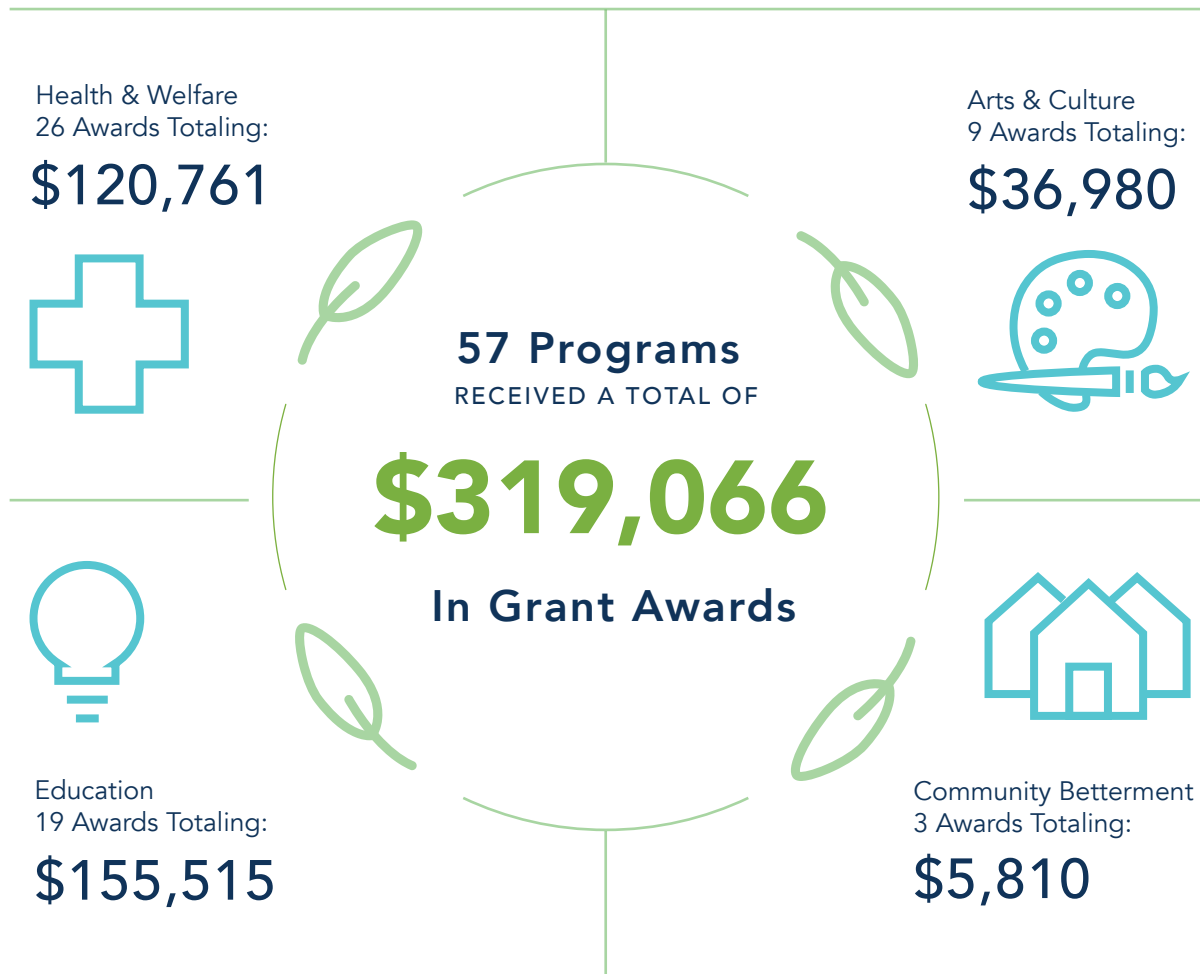 Health & Welfare
26 Awards Totaling:
$120,761
Arts & Culture
9 Awards Totaling:
$36,980
57 Programs
RECEIVED A TOTAL OF
$319,066
In Grant Awards
Education
19 Awards Totaling:
$155,515
Community Betterment
3 Awards Totaling:
$5,810